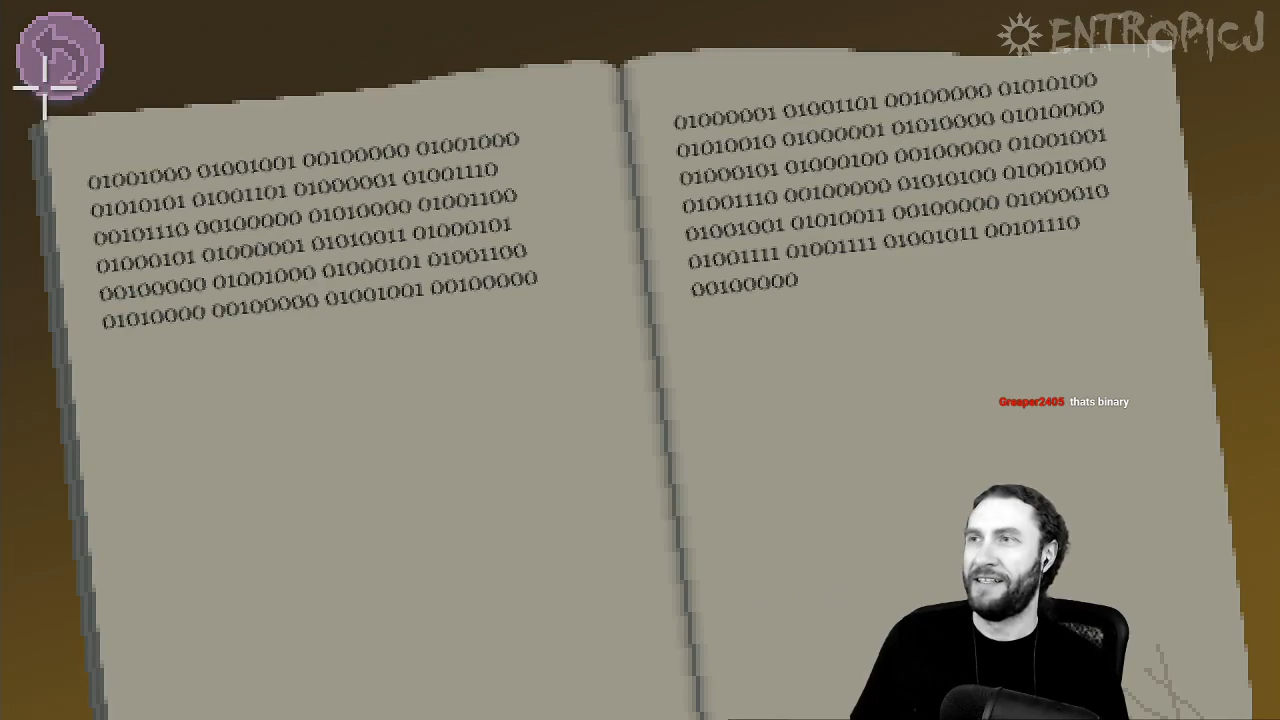 ENTROPICJ
01001000 01001001 00100000 01001000
01010101 01001101 01000001 01001110
00101110 00100000 01010000 01001100
01000101 01000001 01010011 01000101
00100000 01001000 01000101 01001100
01010000 00100000 01001001 00100000
01000001 01001101 00100000 01010100
01010010 01000001 01010000 01010000
01000101 01000100 00100000 01001001
01001110 00100000 01010100 01001000
01001001 01010011 00100000 01000010
01001111 01001111 01001011 00101110
00100000
Greaper2405 thats binary